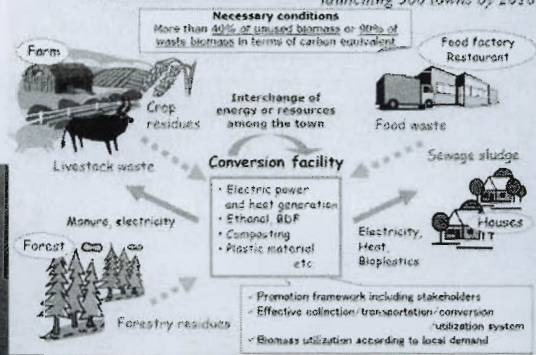 launching 300 towns by 2010
Necessary conditions
More than 40% of unused biomass or 90% of
waste biomass in terms of carbon equivalent
Farm
Food factory
Restaurant
Crop
residues
Interchange of
energy or resources
among the town
Food waste
Livestock waste
Conversion facility
Sewage sludge
• Electric power
and heat generation
• Ethanol, BDF
• Composting
• Plastic material
etc
Manure, electricity
Houses
Electricity,
Heat,
Bioplastics
Forest
Forestry residues
✓ Promotion framework including stakeholders
✓ Effective collection/transportation/conversion
/utilization system
✓ Biomass utilization according to local demand